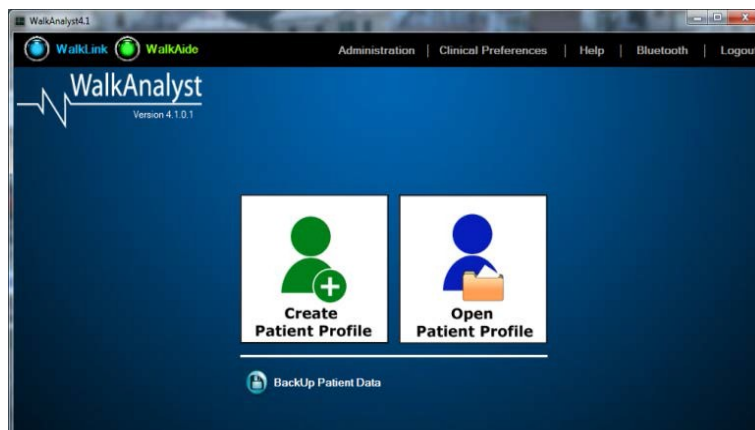 WalkAnalyst4.1
WalkLink WalkAide Administration | Clinical Preferences | Help | Bluetooth | Logout
WalkAnalyst
Version 4.1.0.1
Create
Patient Profile
Open
Patient Profile
BackUp Patient Data